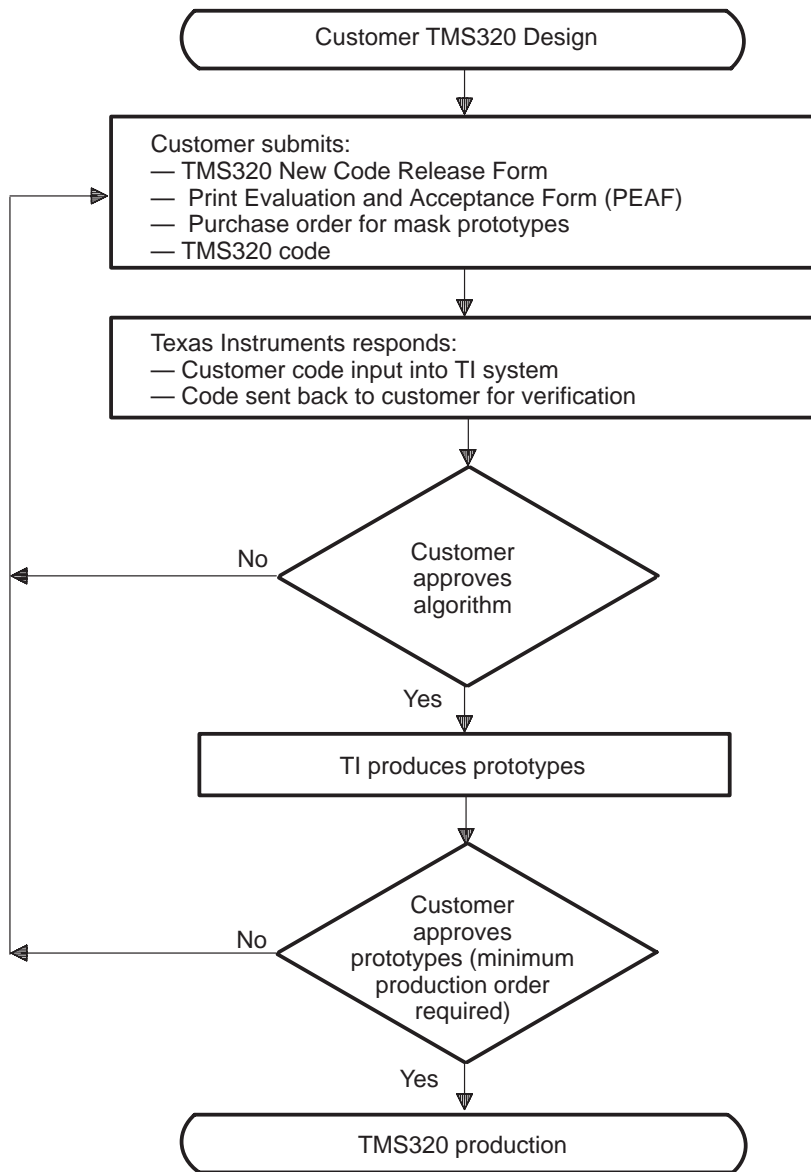 Customer TMS320 Design
Customer submits:
— TMS320 New Code Release Form
— Print Evaluation and Acceptance Form (PEAF)
— Purchase order for mask prototypes
— TMS320 code
Texas Instruments responds:
— Customer code input into TI system
— Code sent back to customer for verification
No
Customer
approves
algorithm
Yes
TI produces prototypes
No
Customer
approves
prototypes (minimum
production order
required)
Yes
TMS320 production